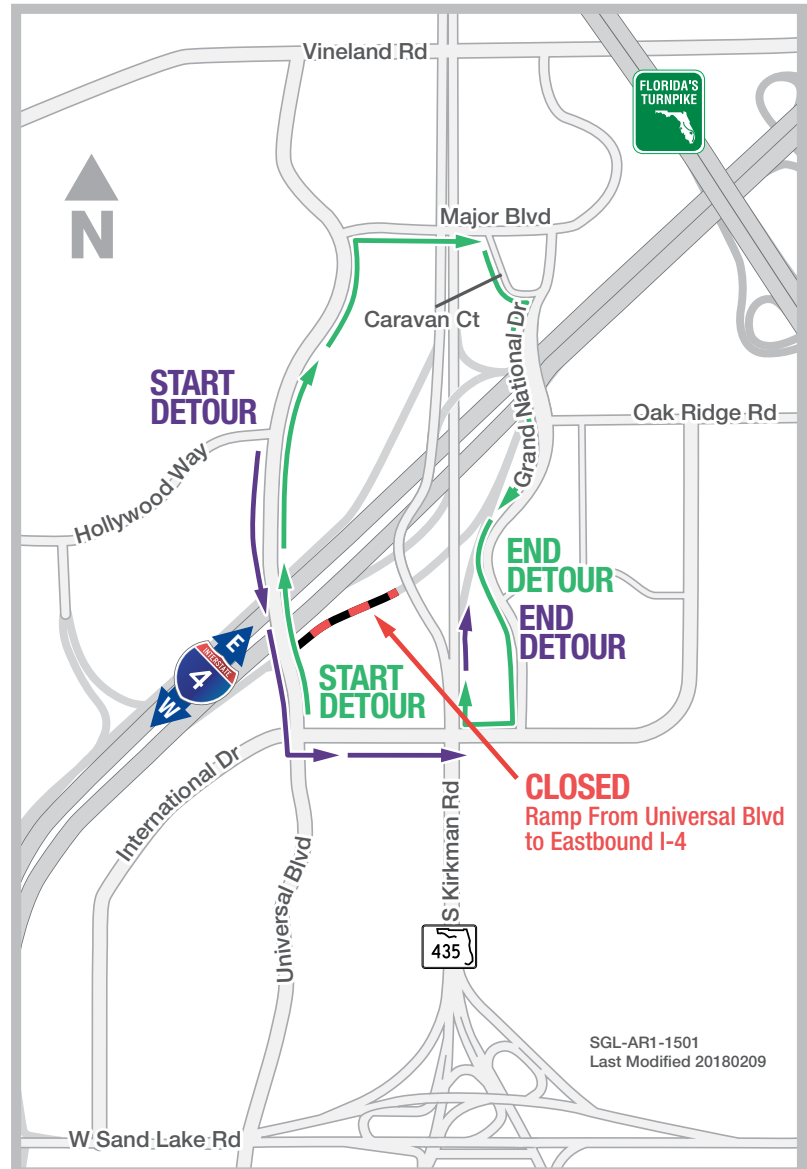 Vineland Rd
FLORIDA'S
TURNPIKE
N
Major Blvd
Caravan Ct
Grand National Dr
START
DETOUR
Oak Ridge Rd
Hollywood Way
END
DETOUR
END
DETOUR
E
INTERSTATE
4
W
START
DETOUR
International Dr
CLOSED
Ramp From Universal Blvd
to Eastbound I-4
Universal Blvd
S Kirkman Rd
435
SGL-AR1-1501
Last Modified 20180209
W Sand Lake Rd